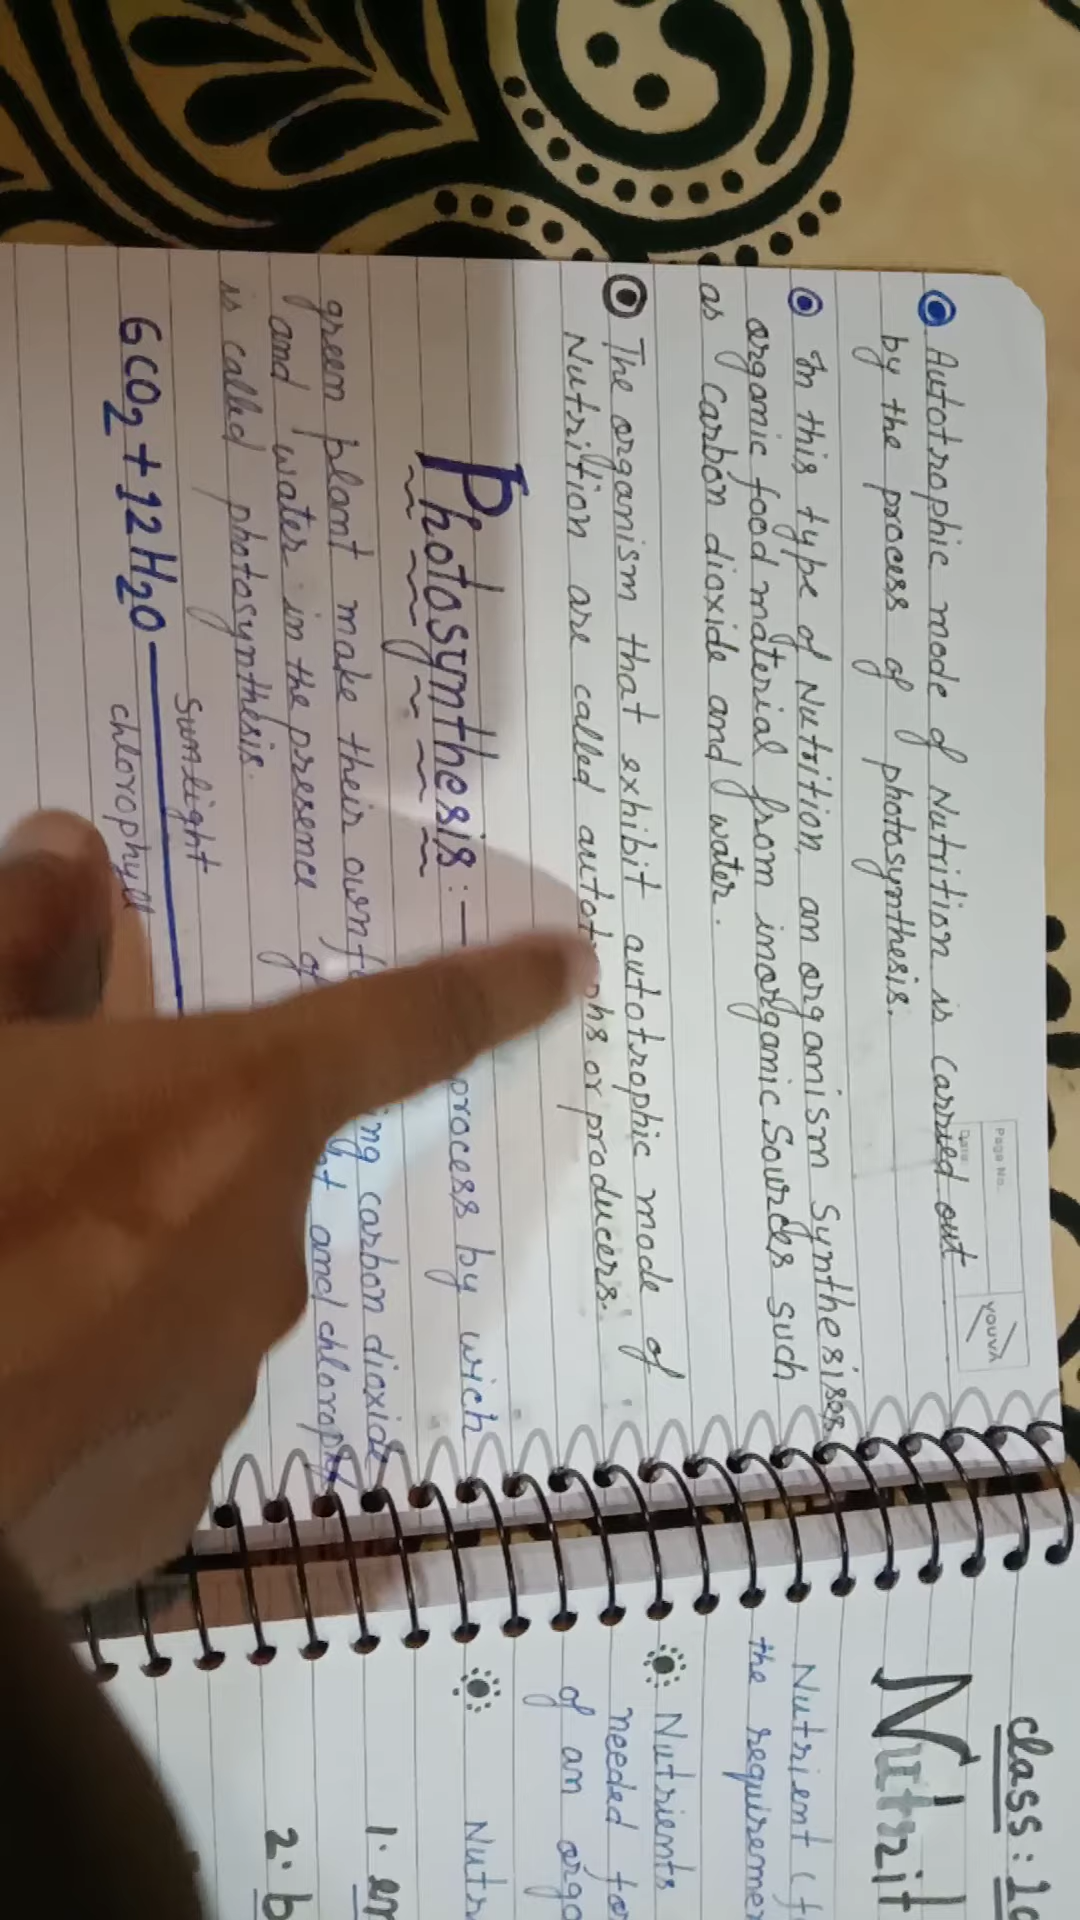 Page No.
Date
YOUVA
Autotrophic mode of Nutrition is carried out
by the process of photosynthesis.
In this type of Nutrition, an organism synthesises
organic food material from inorganic Sources such
as carbon dioxide and water.
The organism that exhibit autotrophic mode of
Nutrition are called or producers.
Photosynthesis:— process by wich
green plant make their own carbon dioxide
and water in the presence of and
is called photosynthesis.
Sunlight
6CO2 + 12H2O
chlorophyll
class:
Nutrient
the
Nutrients
needed
of an
1.
2.